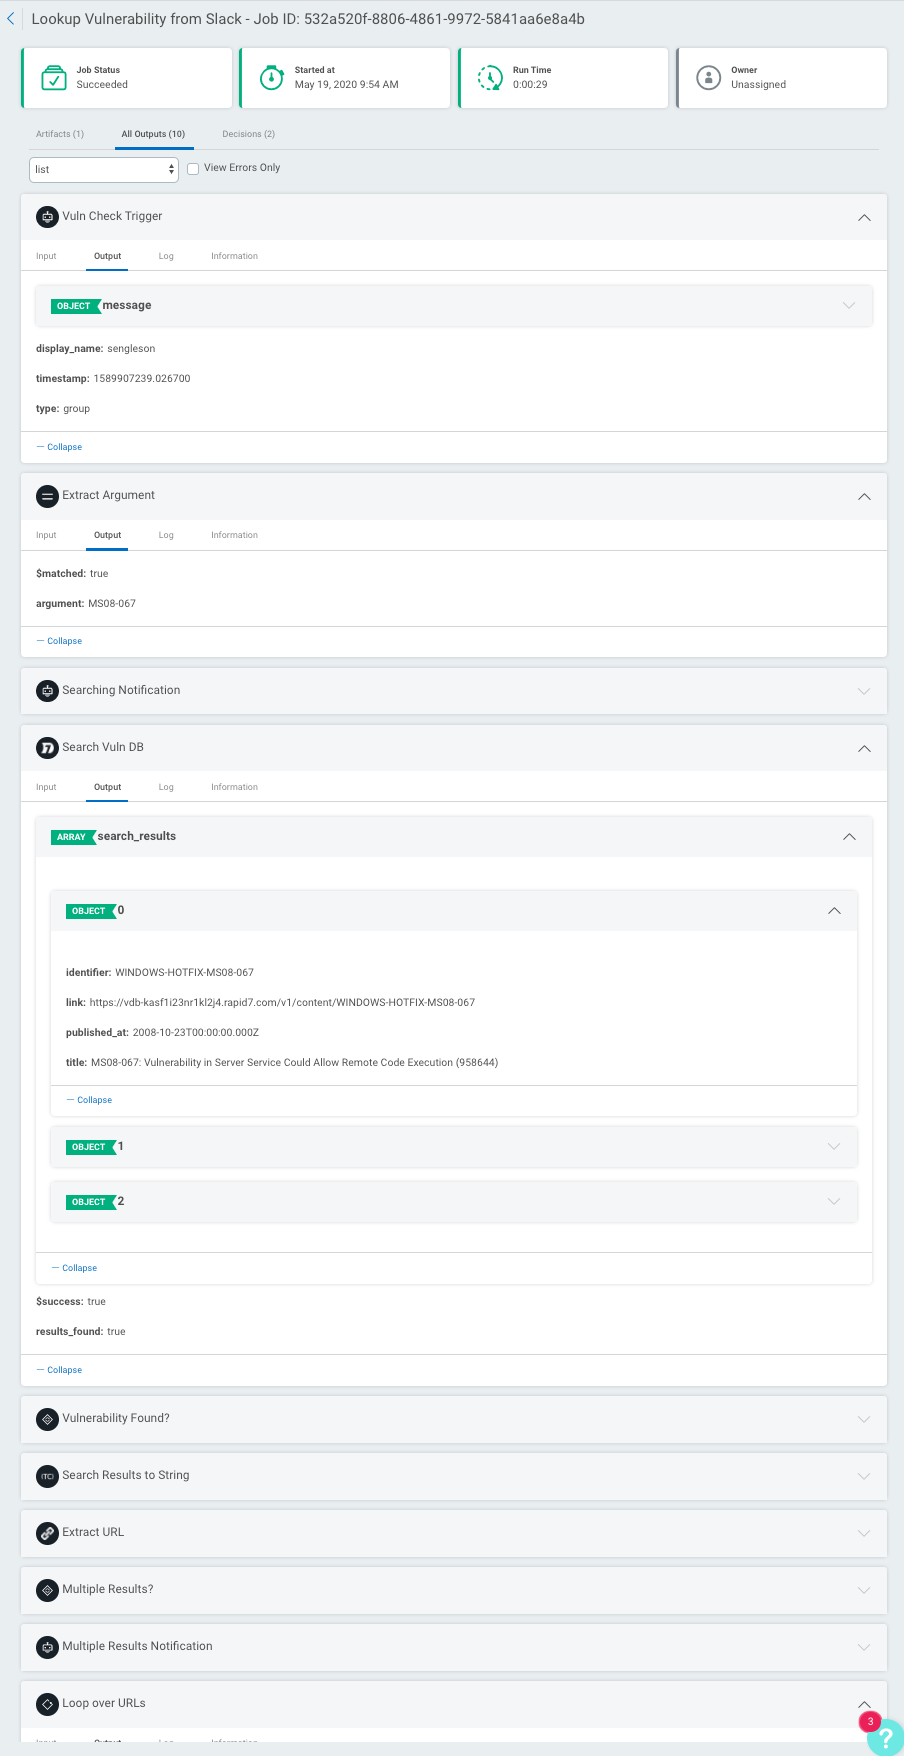 Lookup Vulnerability from Slack - Job ID: 532a520f-8806-4861-9972-5841aa6e8a4b
Job Status
Succeeded
Started at
May 19, 2020 9:54 AM
Run Time
0:00:29
Owner
Unassigned
Artifacts (1) All Outputs (10) Decisions (2)
list View Errors Only
Vuln Check Trigger
Input Output Log Information
OBJECT message
display_name: sengleson
timestamp: 1589907239.026700
type: group
— Collapse
Extract Argument
Input Output Log Information
$matched: true
argument: MS08-067
— Collapse
Searching Notification
Search Vuln DB
Input Output Log Information
ARRAY search_results
OBJECT 0
identifier: WINDOWS-HOTFIX-MS08-067
link: https://vdb-kasf1i23nr1kl2j4.rapid7.com/v1/content/WINDOWS-HOTFIX-MS08-067
published_at: 2008-10-23T00:00:00.000Z
title: MS08-067: Vulnerability in Server Service Could Allow Remote Code Execution (958644)
— Collapse
OBJECT 1
OBJECT 2
— Collapse
$success: true
results_found: true
— Collapse
Vulnerability Found?
Search Results to String
Extract URL
Multiple Results?
Multiple Results Notification
Loop over URLs
3
?
Input Output Log Information